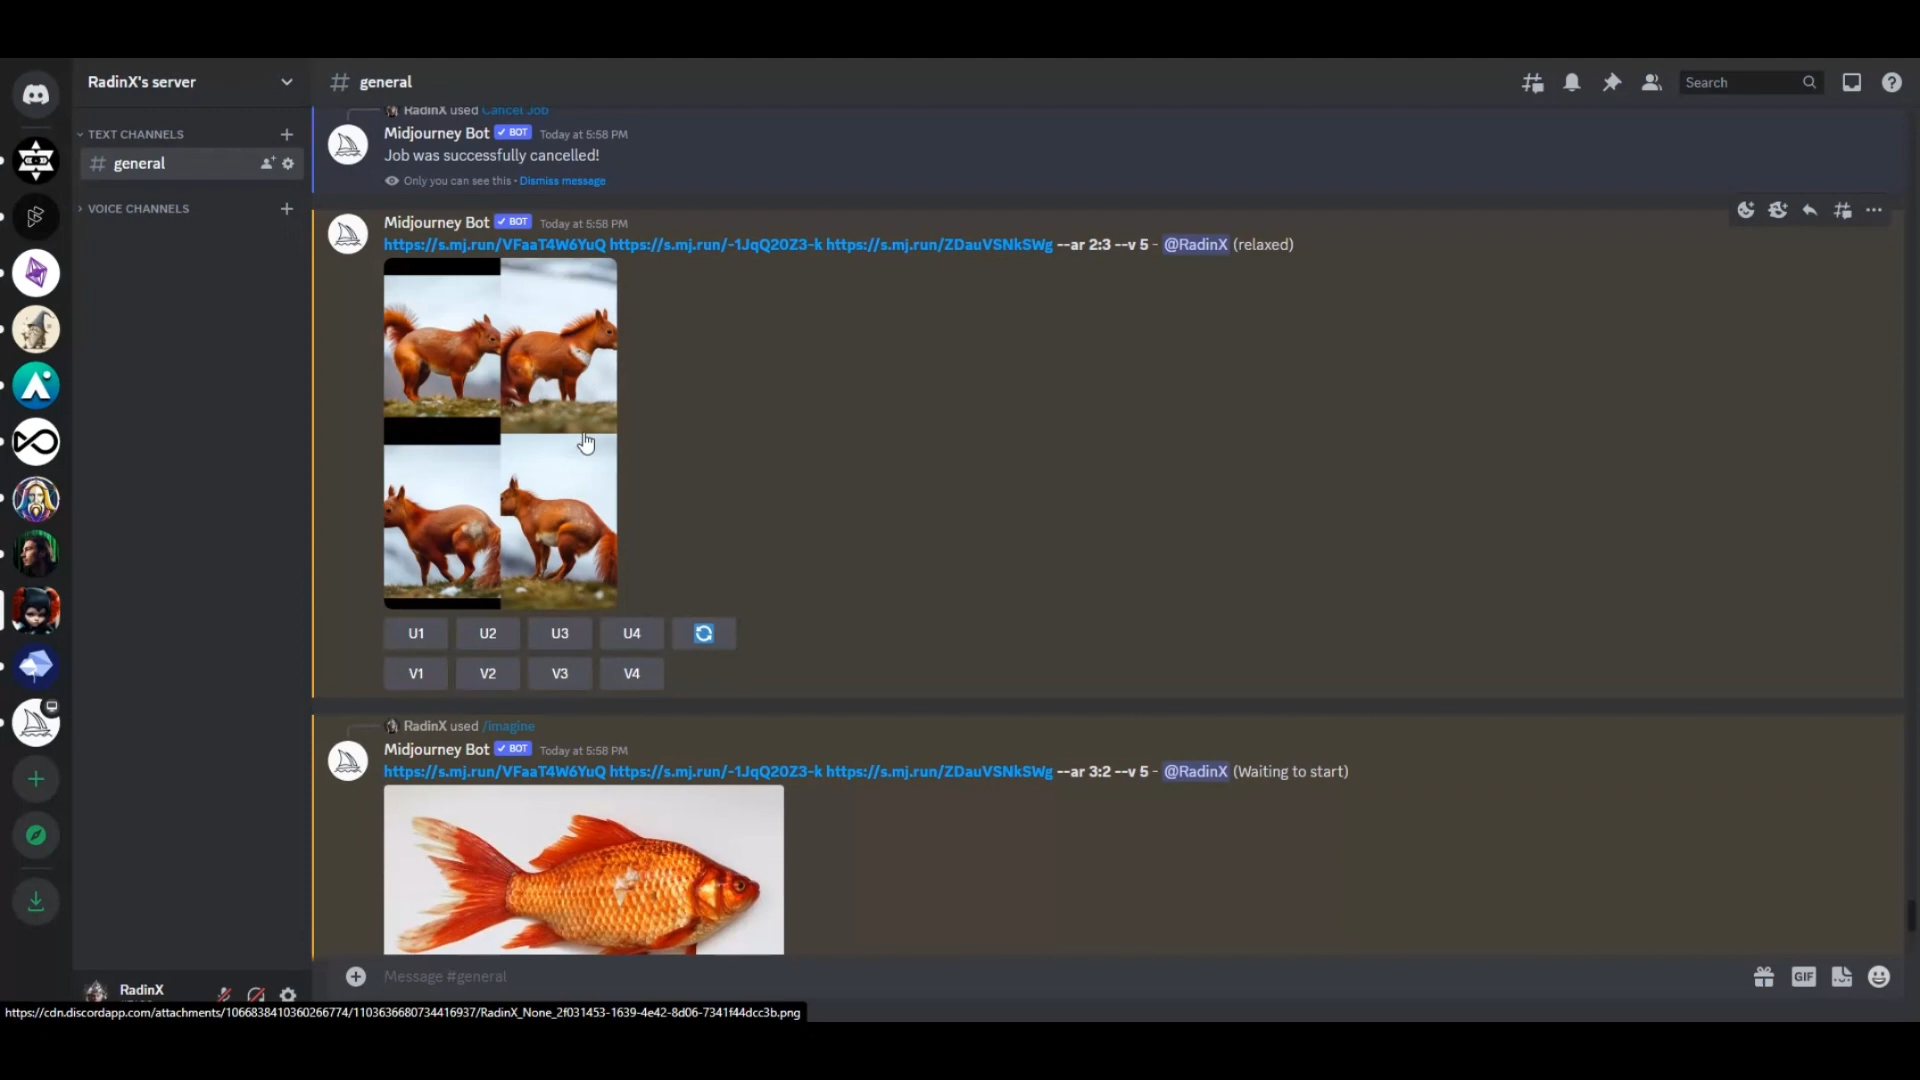 RadinX's server
# general
Search
TEXT CHANNELS
# general
VOICE CHANNELS
RadinX used Cancel Job
Midjourney Bot ✓ BOT Today at 5:58 PM
Job was successfully cancelled!
Only you can see this • Dismiss message
Midjourney Bot ✓ BOT Today at 5:58 PM
https://s.mj.run/VFaaT4W6YuQ https://s.mj.run/-1JqQ20Z3-k https://s.mj.run/ZDauVSNkSWg --ar 2:3 --v 5 - @RadinX (relaxed)
U1 U2 U3 U4
V1 V2 V3 V4
RadinX used /imagine
Midjourney Bot ✓ BOT Today at 5:58 PM
https://s.mj.run/VFaaT4W6YuQ https://s.mj.run/-1JqQ20Z3-k https://s.mj.run/ZDauVSNkSWg --ar 3:2 --v 5 - @RadinX (Waiting to start)
Message #general
GIF
RadinX
https://cdn.discordapp.com/attachments/1066838410360266774/1103636680734416937/RadinX_None_2f031453-1639-4e42-8d06-7341f44dcc3b.png